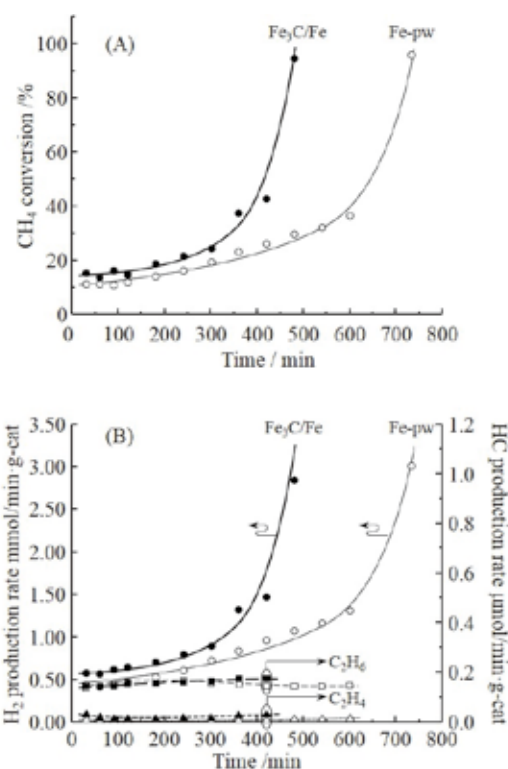 (A)
Fe₃C/Fe
Fe-pw
CH₄ conversion /%
100
80
60
40
20
0
0 100 200 300 400 500 600 700 800
Time / min
(B)
Fe₃C/Fe
Fe-pw
H₂ production rate mmol/min·g-cat
3.50
3.00
2.50
2.00
1.50
1.00
0.50
0.00
HC production rate μmol/min·g-cat
1.2
1.0
0.8
0.6
0.4
0.2
0.0
C₂H₆
C₂H₄
0 100 200 300 400 500 600 700 800
Time /min